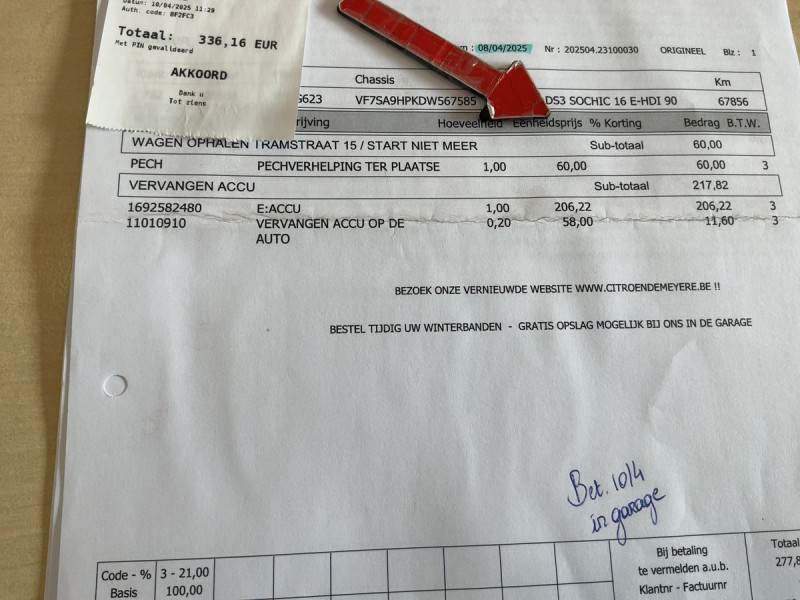 Datum: 10/04/2025 11:29
Auth. code: BF2FC3
Totaal: 336,16 EUR
Met PIN gevalideerd
AKKOORD
Dank u
Tot ziens
: 08/04/2025 Nr : 202504.23100030 ORIGINEEL Blz : 1
Chassis Km
G623 VF7SA9HPKDW567585 DS3 SOCHIC 16 E-HDI 90 67856
rijving Hoeveelheid Eenheidsprijs % Korting Bedrag B.T.W.
WAGEN OPHALEN TRAMSTRAAT 15 / START NIET MEER Sub-totaal 60,00
PECH PECHVERHELPING TER PLAATSE 1,00 60,00 60,00 3
VERVANGEN ACCU Sub-totaal 217,82
1692582480 E:ACCU 1,00 206,22 206,22 3
11010910 VERVANGEN ACCU OP DE 0,20 58,00 11,60 3
AUTO
BEZOEK ONZE VERNIEUWDE WEBSITE WWW.CITROENDEMEYERE.BE !!
BESTEL TIJDIG UW WINTERBANDEN - GRATIS OPSLAG MOGELIJK BIJ ONS IN DE GARAGE
Bet. 10/4
in garage
Code - % 3 - 21,00 Bij betaling Totaal
Basis 100,00 te vermelden a.u.b. 277,8
Klantnr - Factuurnr